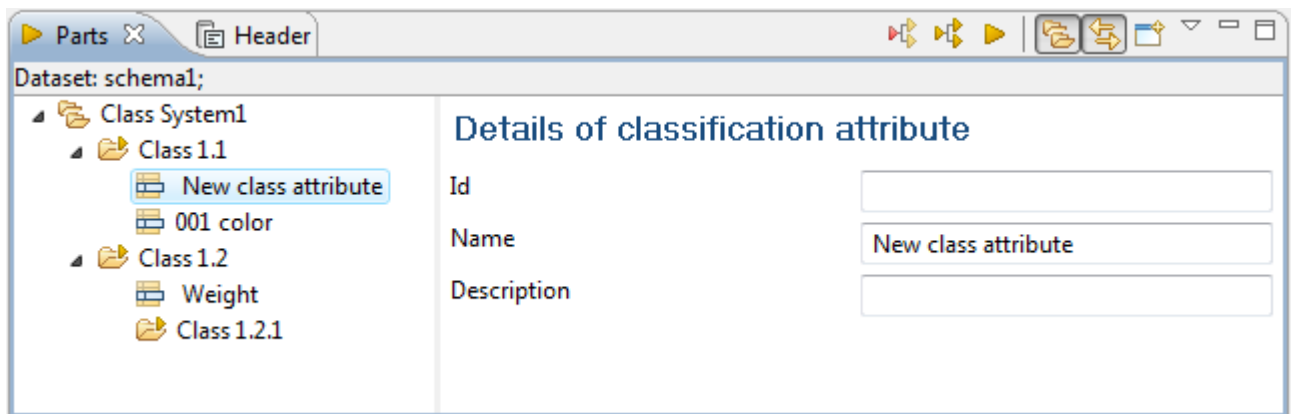 Parts Header
Dataset: schema1;
Class System1
Class 1.1
New class attribute
001 color
Class 1.2
Weight
Class 1.2.1
Details of classification attribute
Id
Name New class attribute
Description